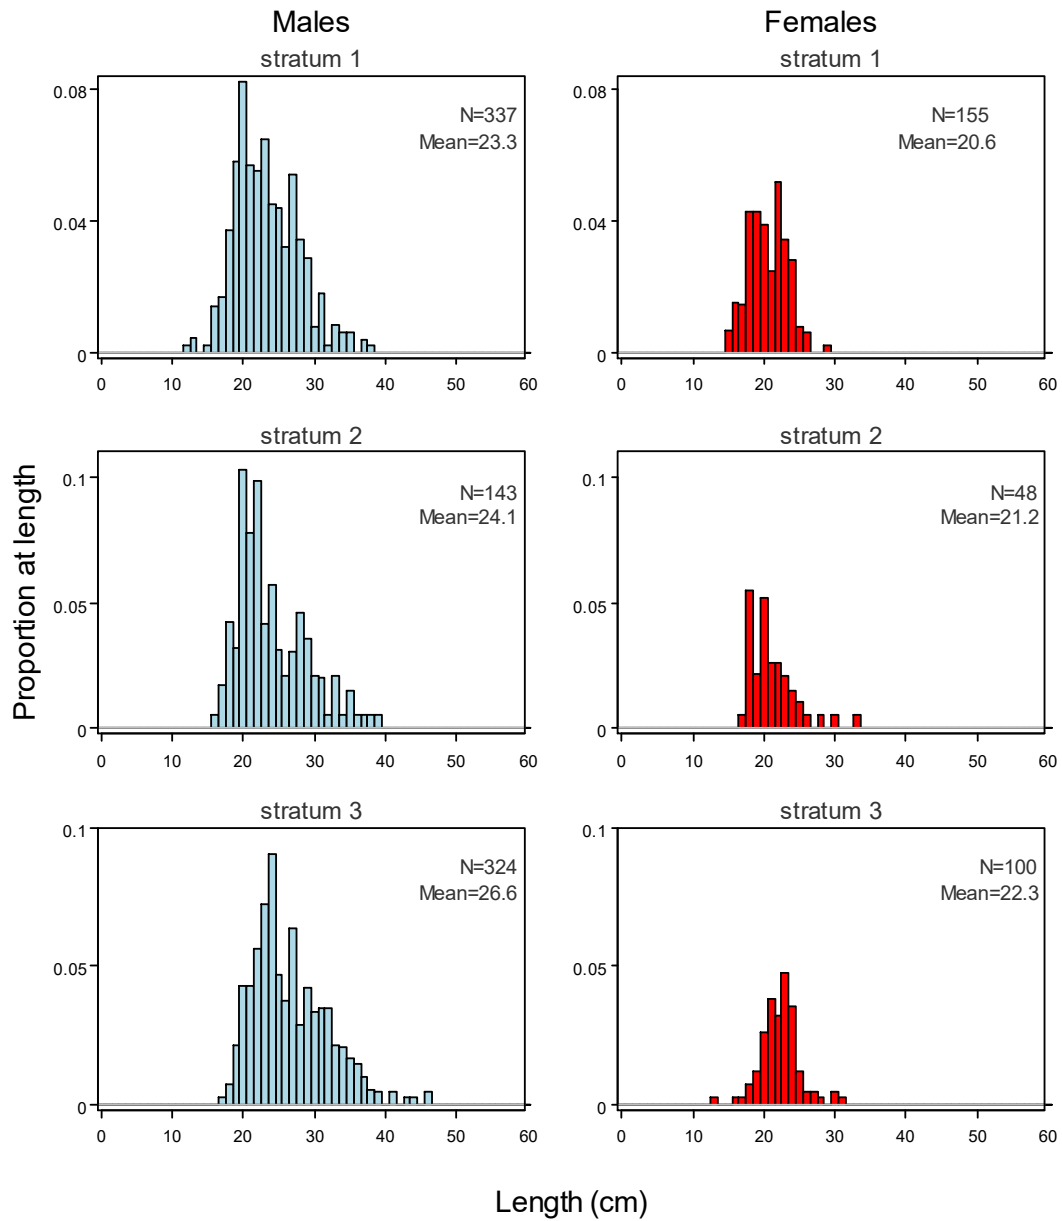 Males
Females
stratum 1
stratum 1
0.08
0.04
0
N=337
Mean=23.3
N=155
Mean=20.6
0 10 20 30 40 50 60
0.08
0.04
0
0 10 20 30 40 50 60
stratum 2
stratum 2
Proportion at length
0.1
0.05
0
N=143
Mean=24.1
0 10 20 30 40 50 60
0.1
0.05
0
N=48
Mean=21.2
0 10 20 30 40 50 60
stratum 3
stratum 3
0.1
0.05
0
N=324
Mean=26.6
0 10 20 30 40 50 60
0.1
0.05
0
N=100
Mean=22.3
0 10 20 30 40 50 60
Length (cm)